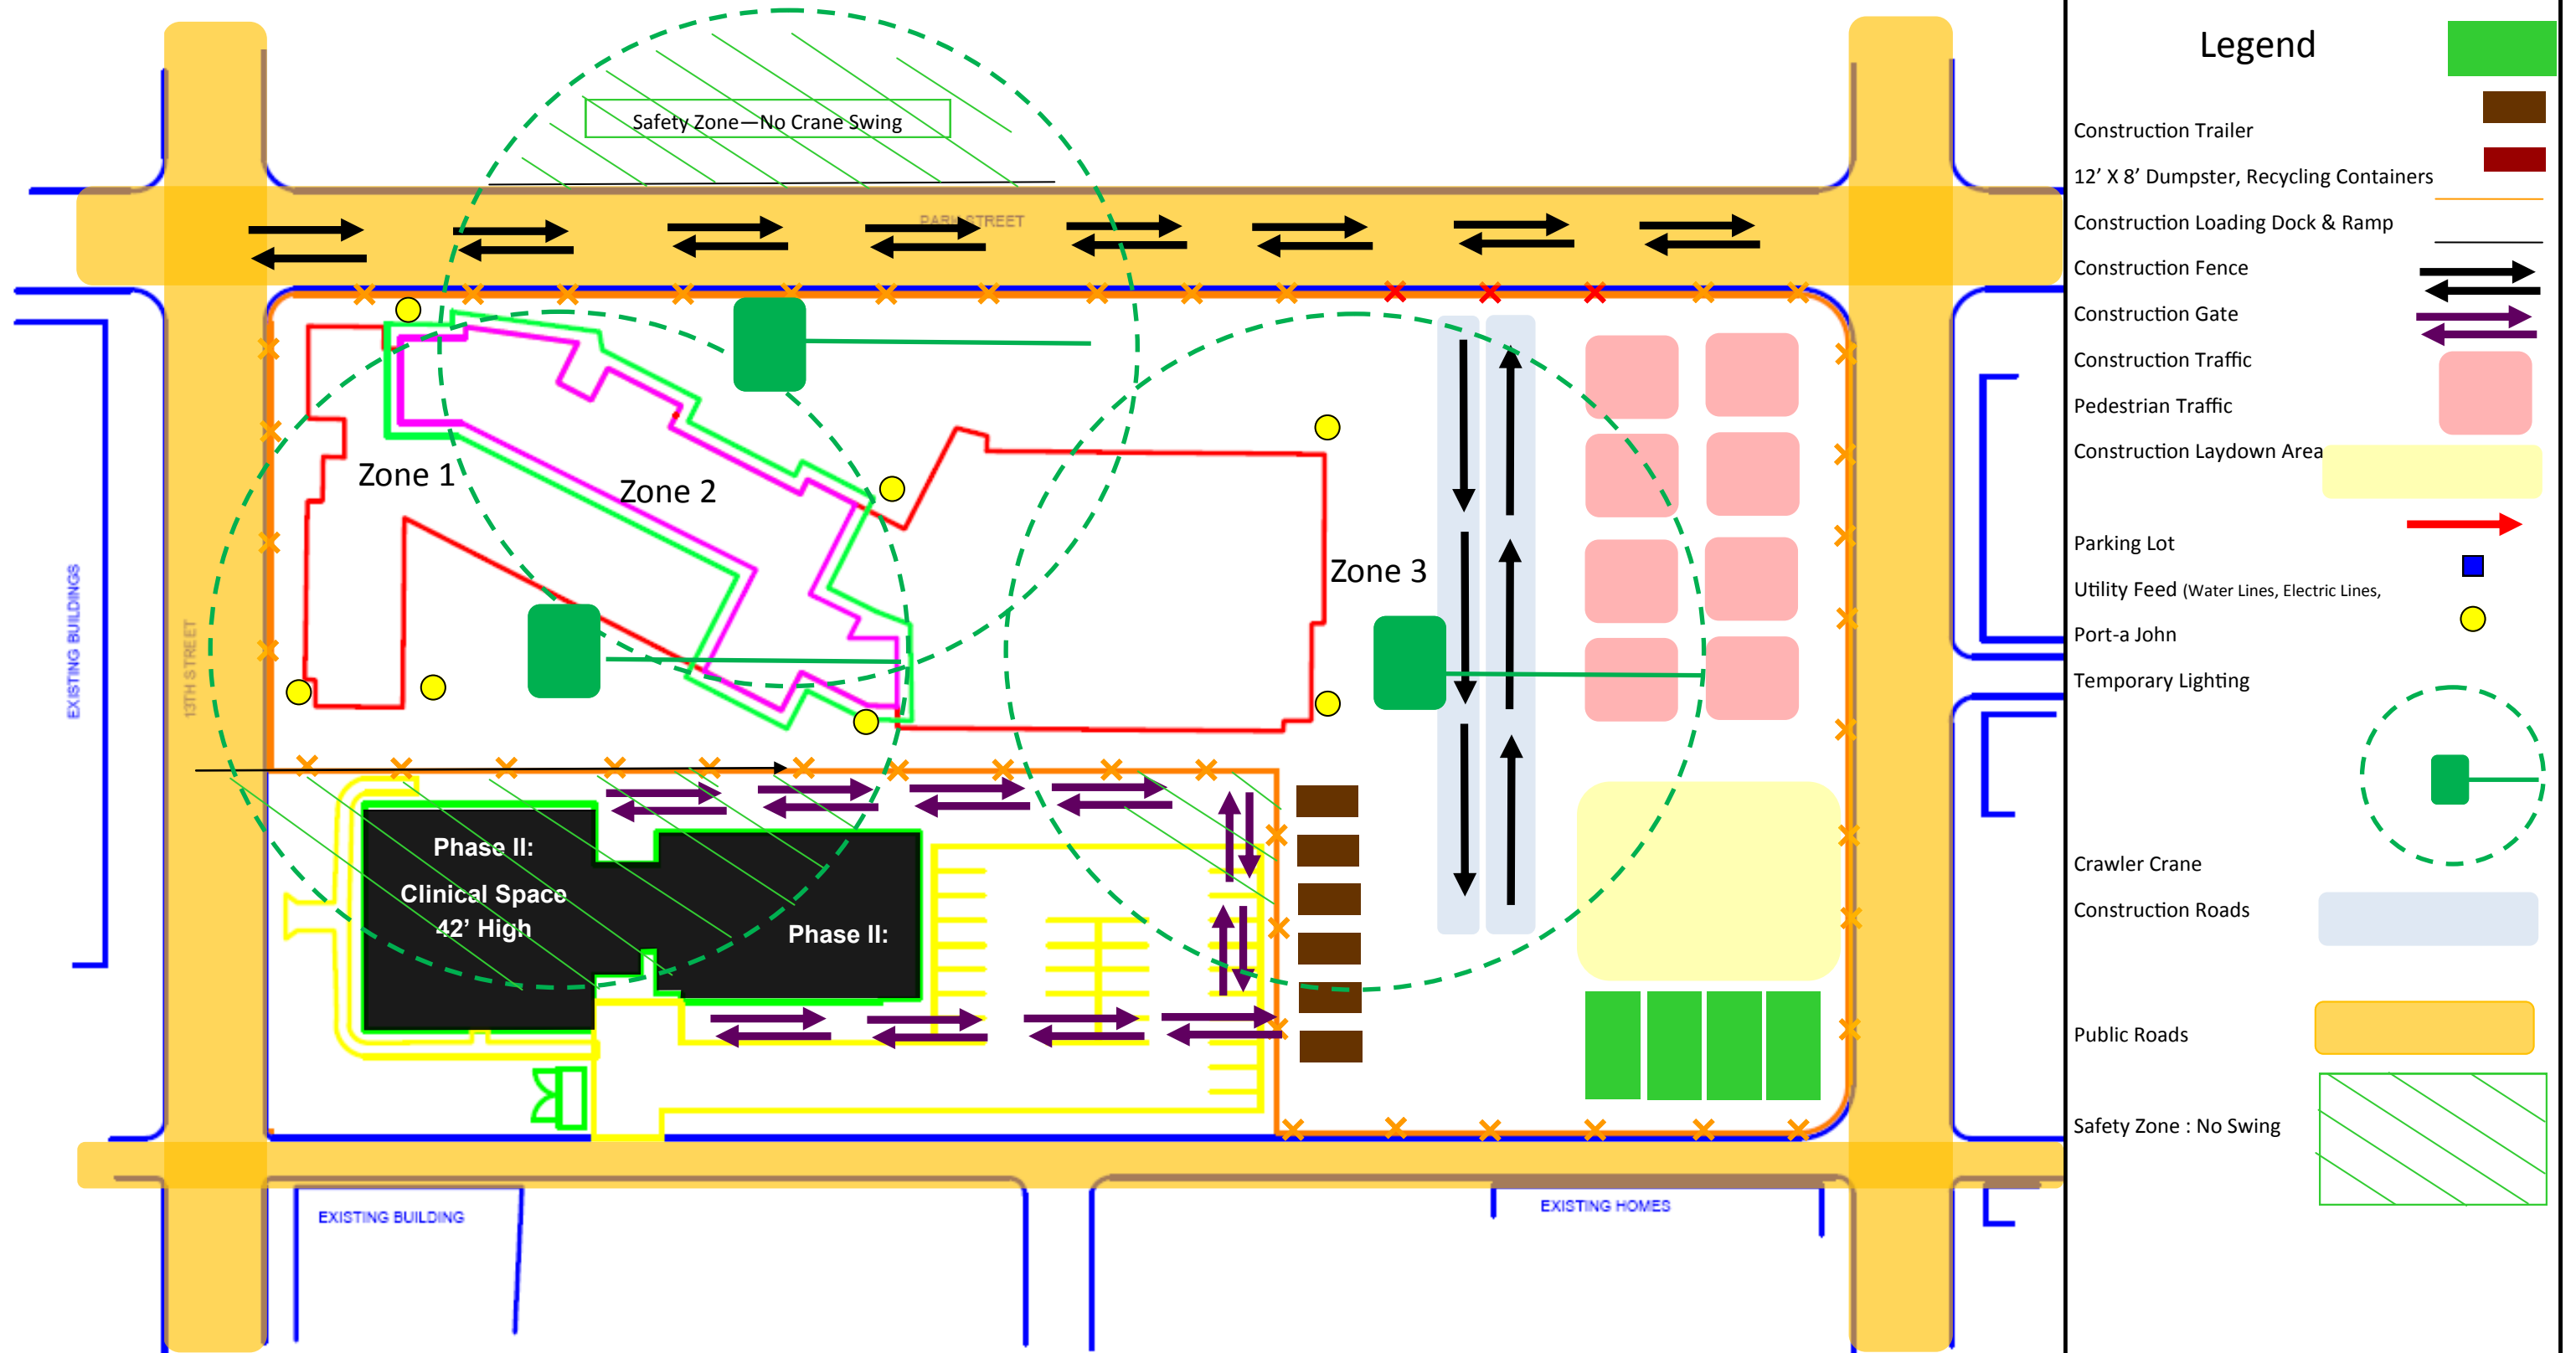 Safety Zone—No Crane Swing
PARK STREET
Zone 1
Zone 2
Zone 3
EXISTING BUILDINGS
13TH STREET
Phase II:
Clinical Space
42' High
Phase II:
EXISTING BUILDING
EXISTING HOMES
Legend
Construction Trailer
12' X 8' Dumpster, Recycling Containers
Construction Loading Dock & Ramp
Construction Fence
Construction Gate
Construction Traffic
Pedestrian Traffic
Construction Laydown Area
Parking Lot
Utility Feed (Water Lines, Electric Lines,
Port-a John
Temporary Lighting
Crawler Crane
Construction Roads
Public Roads
Safety Zone : No Swing